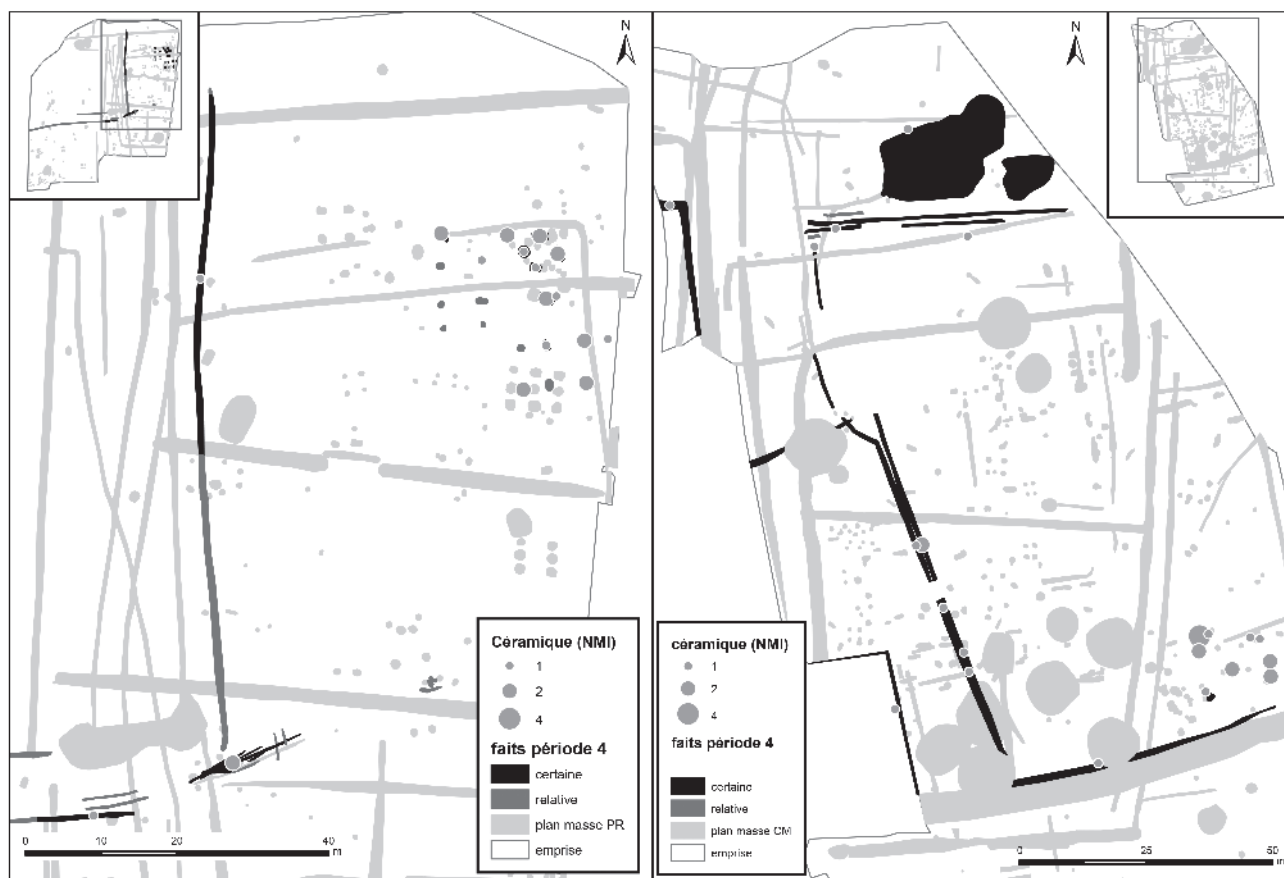 N
Céramique (NMI)
1
2
4
faits période 4
certaine
relative
plan masse PR
emprise
0 10 20 40
m
N
céramique (NMI)
1
2
4
faits période 4
certaine
relative
plan masse CM
emprise
0 25 50
m